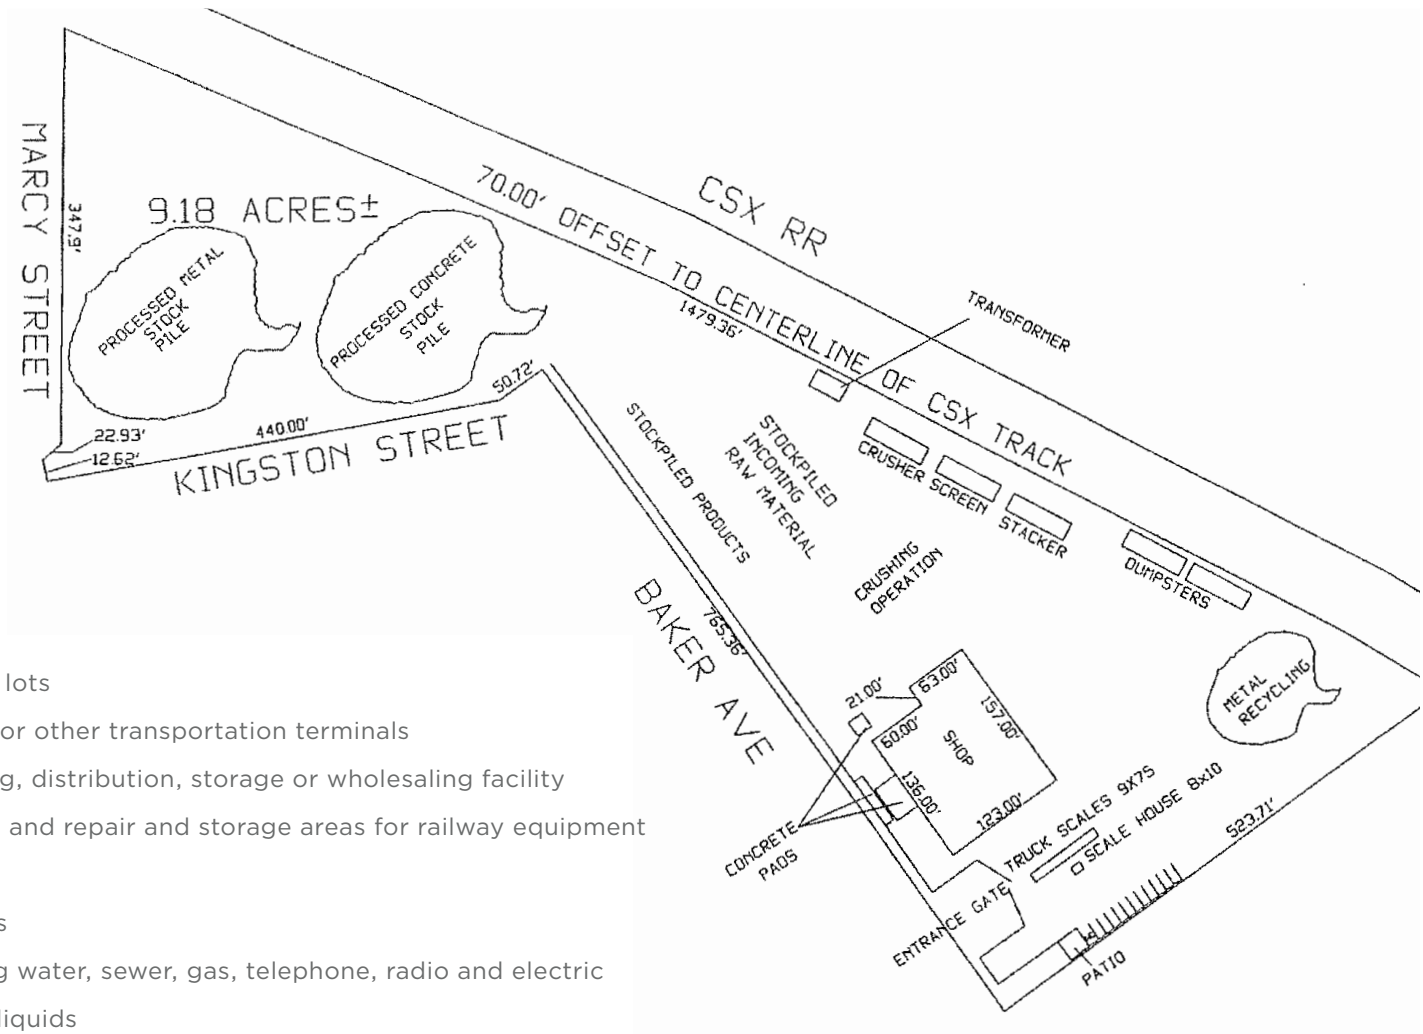 MARCY STREET
347.9'
9.18 ACRES±
PROCESSED METAL
STOCK
PILE
PROCESSED CONCRETE
STOCK
PILE
22.93'
12.62'
440.00'
50.72'
KINGSTON STREET
70.00' OFFSET TO CENTERLINE OF CSX TRACK
CSX RR
1479.36'
TRANSFORMER
STOCKPILED PRODUCTS
STOCKPILED
INCOMING
RAW MATERIAL
CRUSHER
SCREEN
STACKER
DUMPSTERS
CRUSHING
OPERATION
BAKER AVE
765.36'
METAL
RECYCLING
21.00'
63.00'
60.00'
157.00'
SHOP
136.00'
123.00'
CONCRETE
PADS
TRUCK SCALES 9X75
SCALE HOUSE 8x10
523.71'
ENTRANCE GATE
PATIO
lots
or other transportation terminals
g, distribution, storage or wholesaling facility
and repair and storage areas for railway equipment
s
g water, sewer, gas, telephone, radio and electric
liquids